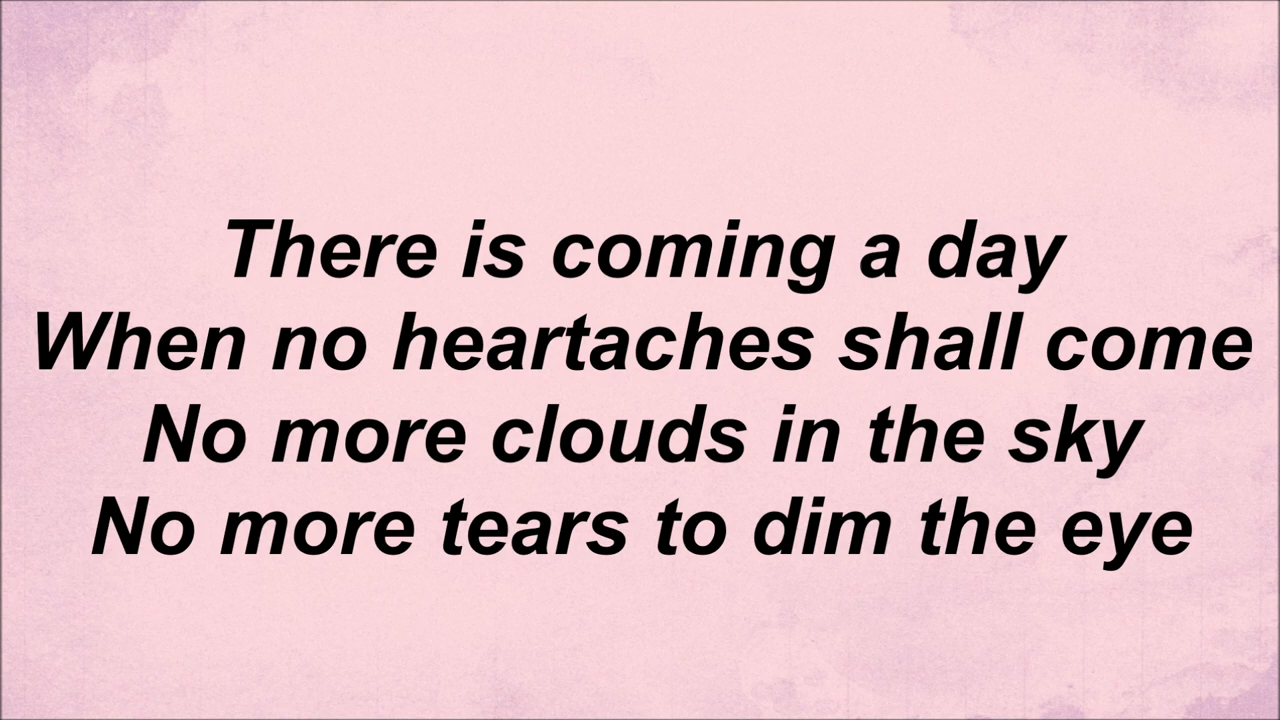 There is coming a day
When no heartaches shall come
No more clouds in the sky
No more tears to dim the eye